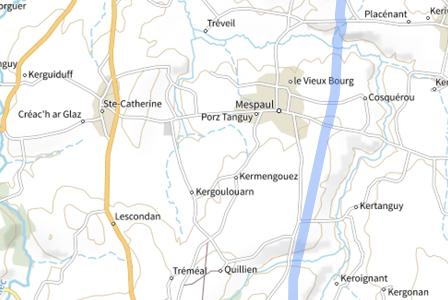 Tréveil
Placénant
Kerguiduff
le Vieux Bourg
Cosquérou
Ste-Catherine
Mespaul
Créac'h ar Glaz
Porz Tanguy
Kermengouez
Kergoulouarn
Kertanguy
Lescondan
Tréméal
Quillien
Keroignant
Kergonan